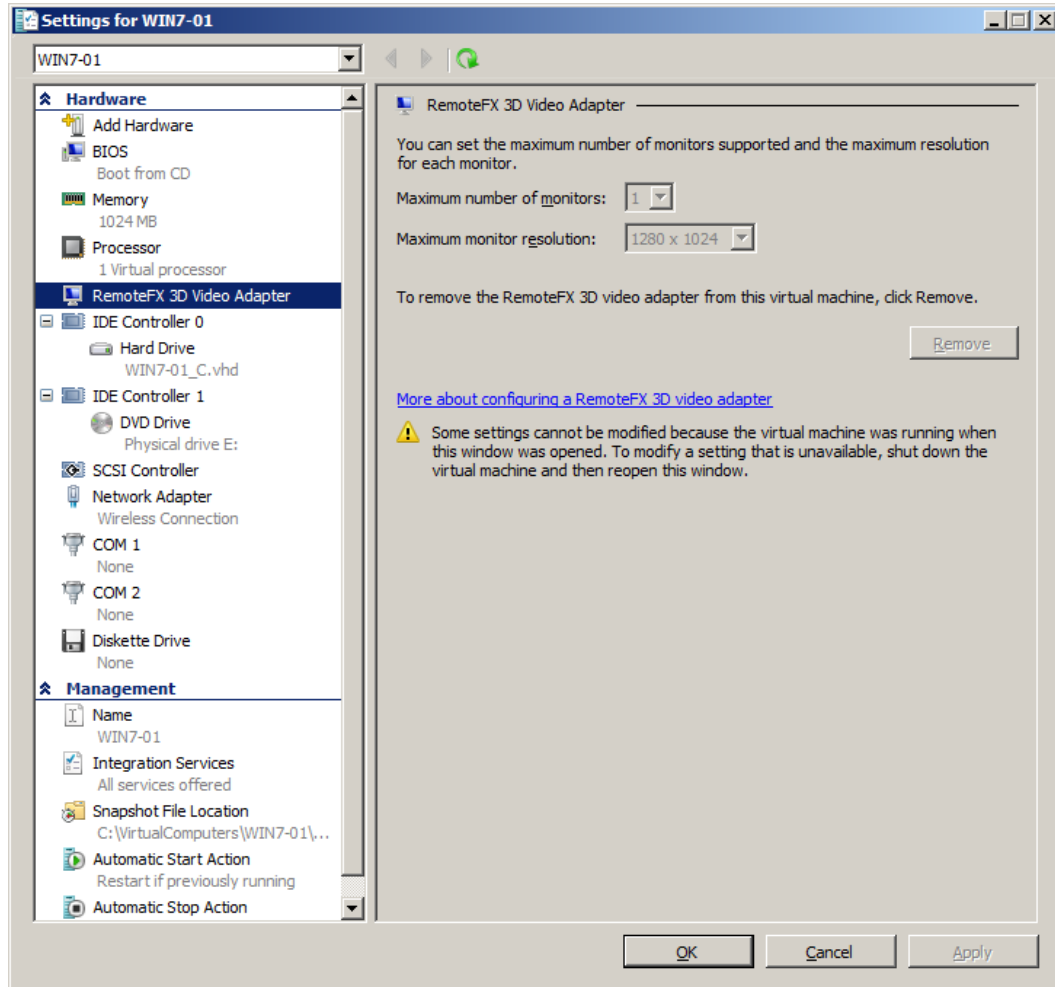 Settings for WIN7-01
WIN7-01
Hardware
Add Hardware
BIOS
Boot from CD
Memory
1024 MB
Processor
1 Virtual processor
RemoteFX 3D Video Adapter
IDE Controller 0
Hard Drive
WIN7-01_C.vhd
IDE Controller 1
DVD Drive
Physical drive E:
SCSI Controller
Network Adapter
Wireless Connection
COM 1
None
COM 2
None
Diskette Drive
None
Management
Name
WIN7-01
Integration Services
All services offered
Snapshot File Location
C:\VirtualComputers\WIN7-01\...
Automatic Start Action
Restart if previously running
Automatic Stop Action
RemoteFX 3D Video Adapter
You can set the maximum number of monitors supported and the maximum resolution
for each monitor.
Maximum number of monitors: 1
Maximum monitor resolution: 1280 x 1024
To remove the RemoteFX 3D video adapter from this virtual machine, click Remove.
Remove
More about configuring a RemoteFX 3D video adapter
Some settings cannot be modified because the virtual machine was running when
this window was opened. To modify a setting that is unavailable, shut down the
virtual machine and then reopen this window.
OK Cancel Apply